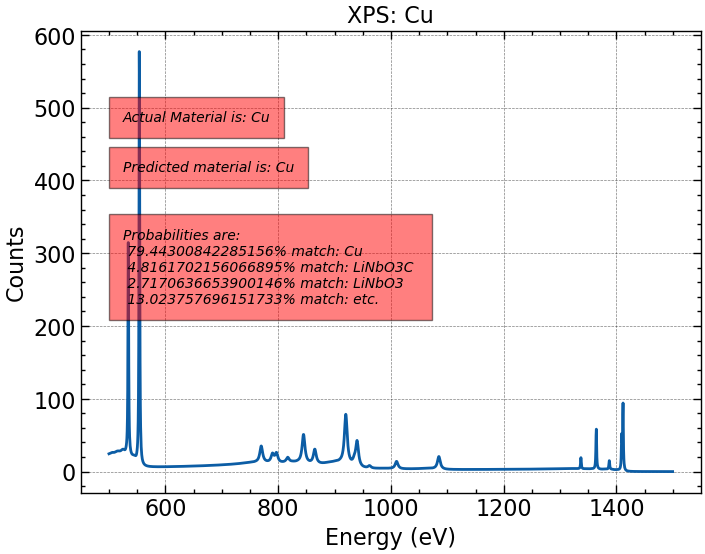 XPS: Cu
600
500
400
300
200
100
0
Counts
Actual Material is: Cu
Predicted material is: Cu
Probabilities are:
79.44300842285156% match: Cu
4.8161702156066895% match: LiNbO3C
2.7170636653900146% match: LiNbO3
13.023757696151733% match: etc.
600 800 1000 1200 1400
Energy (eV)